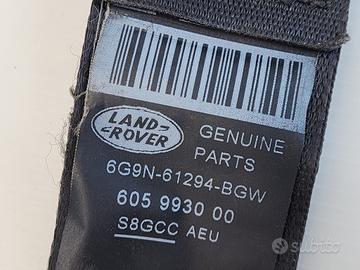 LAND-
ROVER
GENUINE
PARTS
6G9N-61294-BGW
605 9930 00
S8GCC AEU
subito